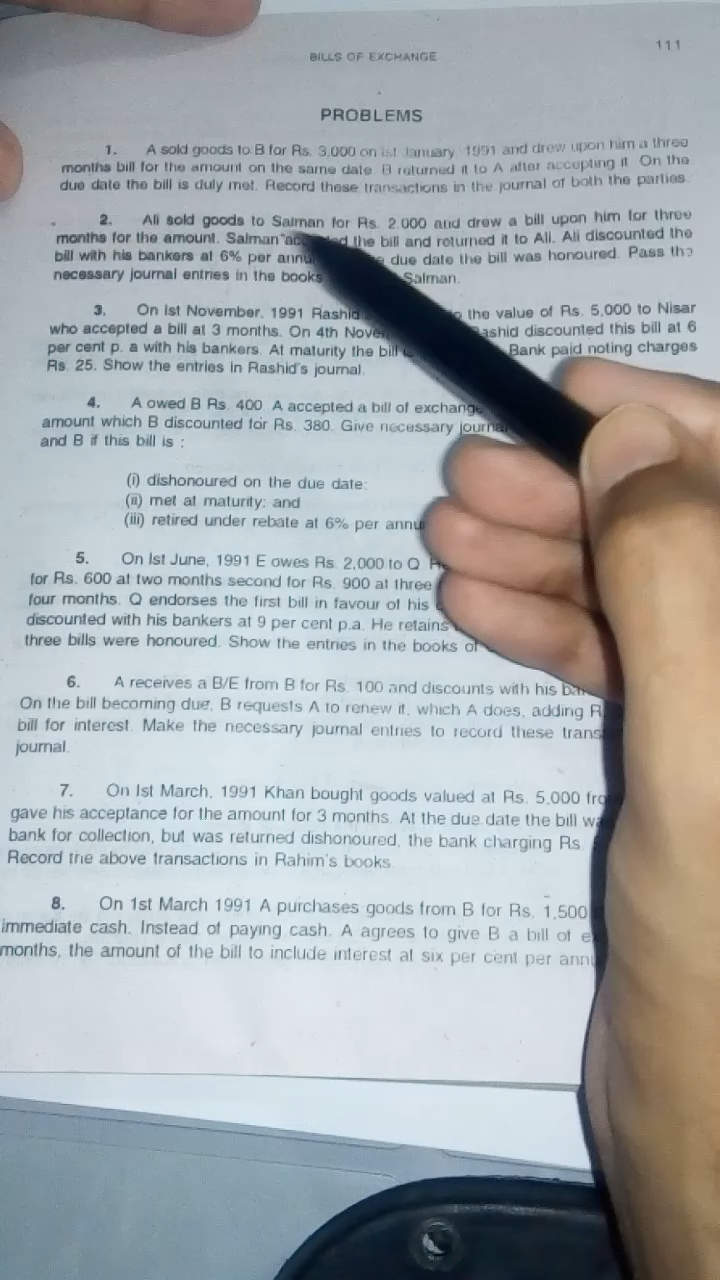 111
BILLS OF EXCHANGE
PROBLEMS
1. A sold goods to B for Rs. 3,000 on Ist January, 1991 and drew upon him a three
months bill for the amount on the same date. B returned it to A after accepting it. On the
due date the bill is duly met. Record these transactions in the journal of both the parties.
2. Ali sold goods to Salman for Rs. 2,000 and drew a bill upon him for three
months for the amount. Salman the bill and returned it to Ali. Ali discounted the
bill with his bankers at 6% per due date the bill was honoured. Pass the
necessary journal entries in the books Salman.
3. On Ist November, 1991 Rashid the value of Rs. 5,000 to Nisar
who accepted a bill at 3 months. On 4th Rashid discounted this bill at 6
per cent p. a with his bankers. At maturity the bill Bank paid noting charges
Rs. 25. Show the entries in Rashid's journal.
4. A owed B Rs. 400. A accepted a bill of exchange
amount which B discounted for Rs. 380. Give necessary
and B if this bill is :
(i) dishonoured on the due date:
(ii) met at maturity; and
(iii) retired under rebate at 6% per
5. On Ist June, 1991 E owes Rs. 2,000 to Q.
for Rs. 600 at two months second for Rs. 900 at three
four months. Q endorses the first bill in favour of his
discounted with his bankers at 9 per cent p.a. He retains
three bills were honoured. Show the entries in the books of
6. A receives a B/E from B for Rs. 100 and discounts with his
On the bill becoming due, B requests A to renew it, which A does, adding
bill for interest. Make the necessary journal entries to record these
journal.
7. On Ist March, 1991 Khan bought goods valued at Rs. 5,000
gave his acceptance for the amount for 3 months. At the due date the bill
bank for collection, but was returned dishonoured, the bank charging Rs.
Record the above transactions in Rahim's books.
8. On 1st March 1991 A purchases goods from B for Rs. 1,500
immediate cash. Instead of paying cash. A agrees to give B a bill of
months, the amount of the bill to include interest at six per cent per